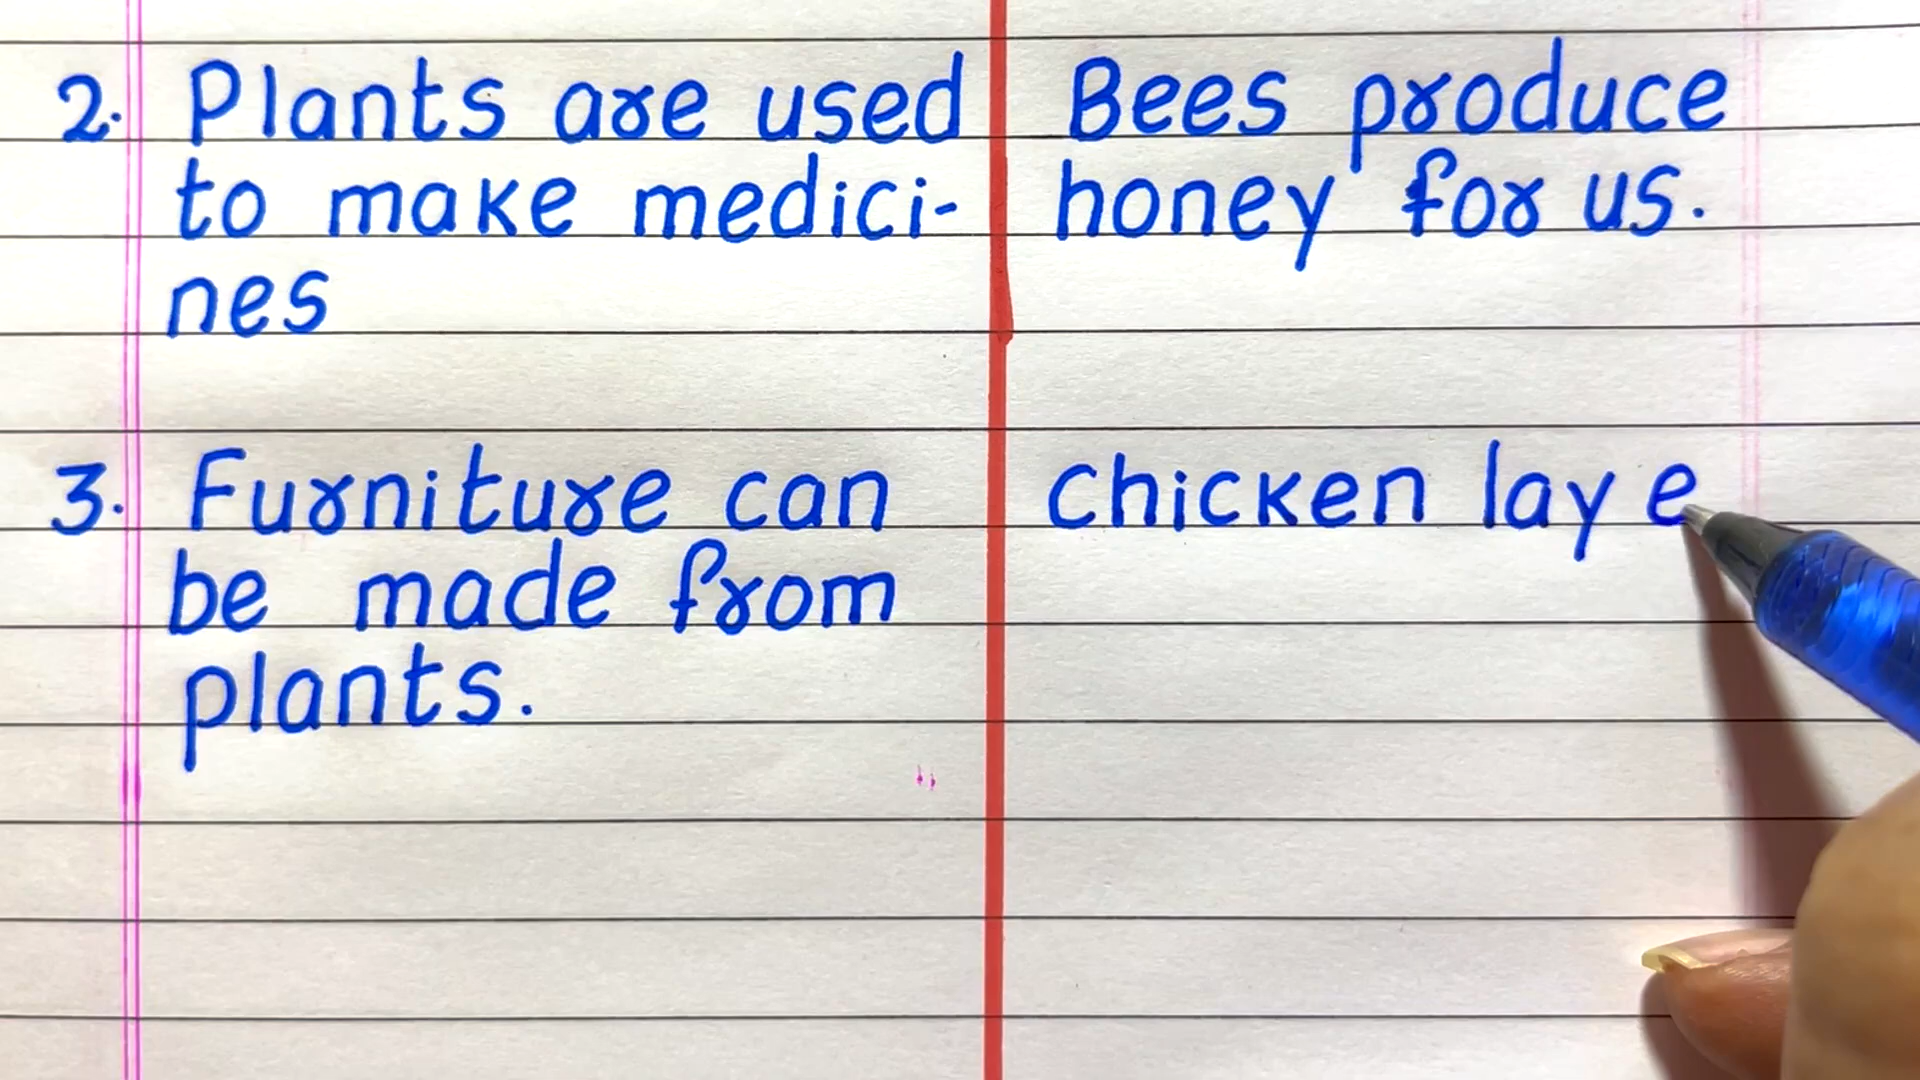 2. Plants are used
to make medici-
nes
Bees produce
honey for us.
3. Furniture can
be made from
plants.
chicken lay e